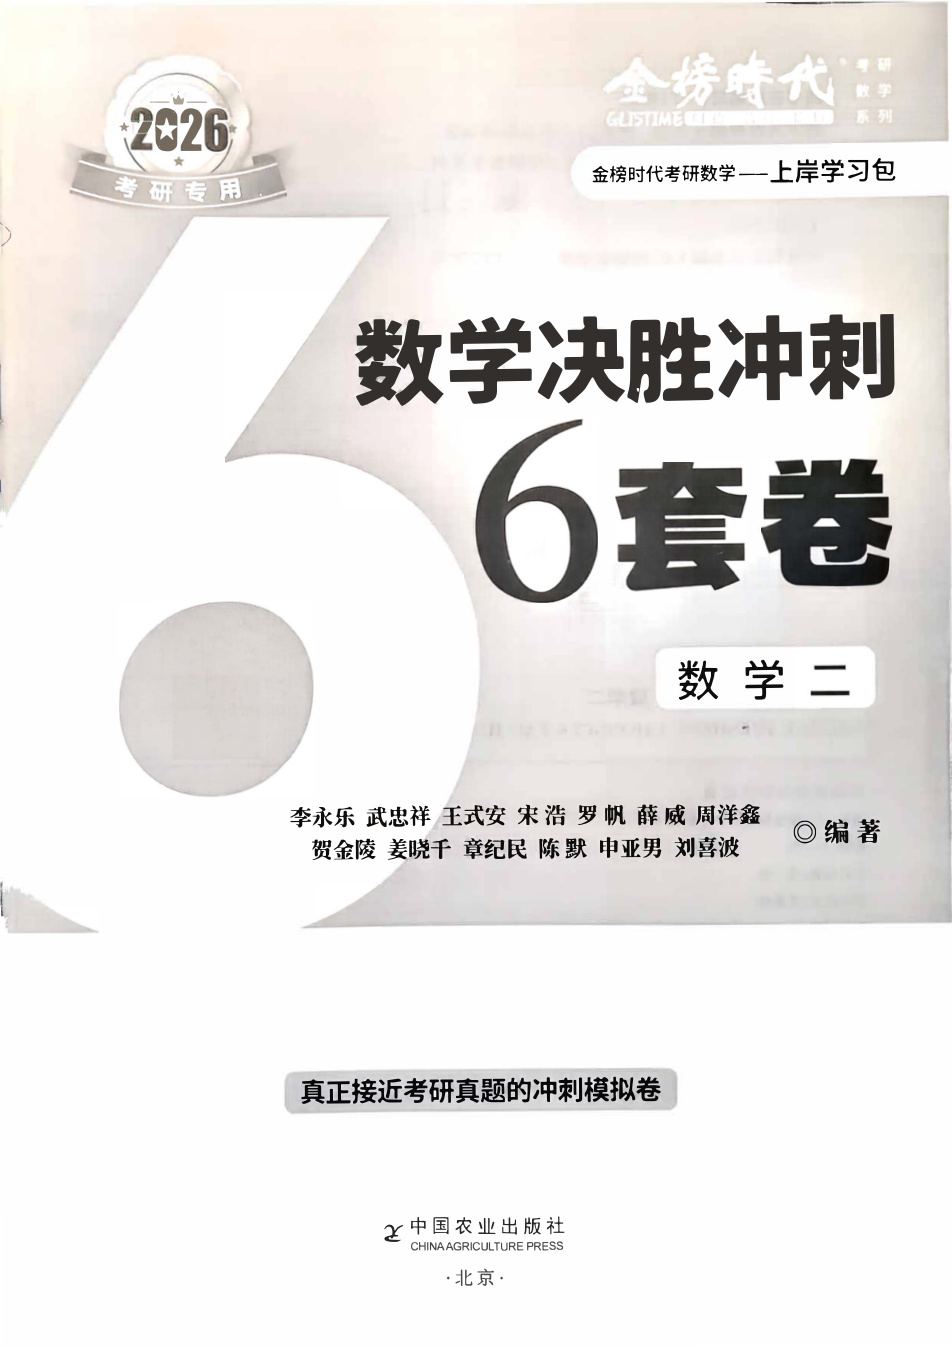 2026
考研专用
金榜時代
考研
数学
系列
GLISTIME
金榜时代考研数学——上岸学习包
6
数学决胜冲刺
6套卷
数学二
李永乐 武忠祥 王式安 宋浩 罗帆 薛威 周洋鑫
贺金陵 姜晓千 章纪民 陈默 申亚男 刘喜波
◎编著
真正接近考研真题的冲刺模拟卷
中国农业出版社
CHINA AGRICULTURE PRESS
·北京·